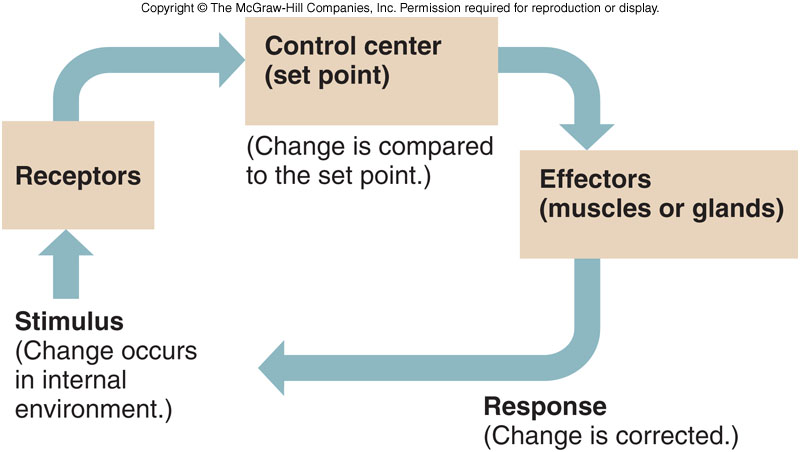 Copyright © The McGraw-Hill Companies, Inc. Permission required for reproduction or display.
Control center
(set point)
(Change is compared
to the set point.)
Receptors
Effectors
(muscles or glands)
Stimulus
(Change occurs
in internal
environment.)
Response
(Change is corrected.)